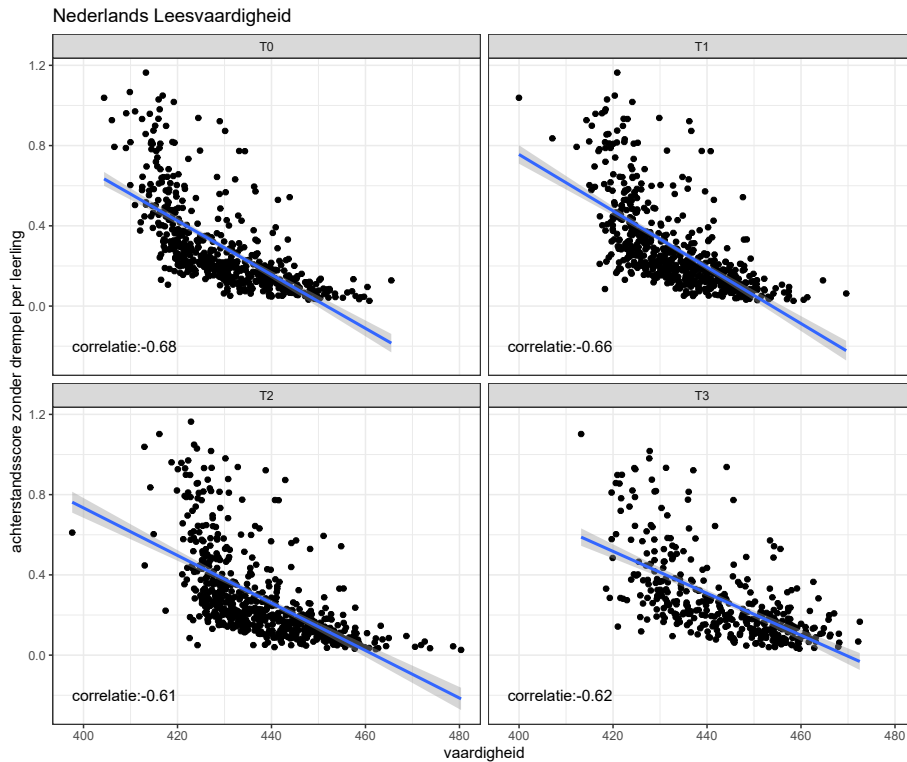 Nederlands Leesvaardigheid
T0
T1
1.2
0.8
0.4
0.0
correlatie:-0.68
correlatie:-0.66
T2
T3
1.2
0.8
0.4
0.0
correlatie:-0.61
correlatie:-0.62
400
420
440
460
480
400
420
440
460
480
vaardigheid
achterstandsscore zonder drempel per leerling